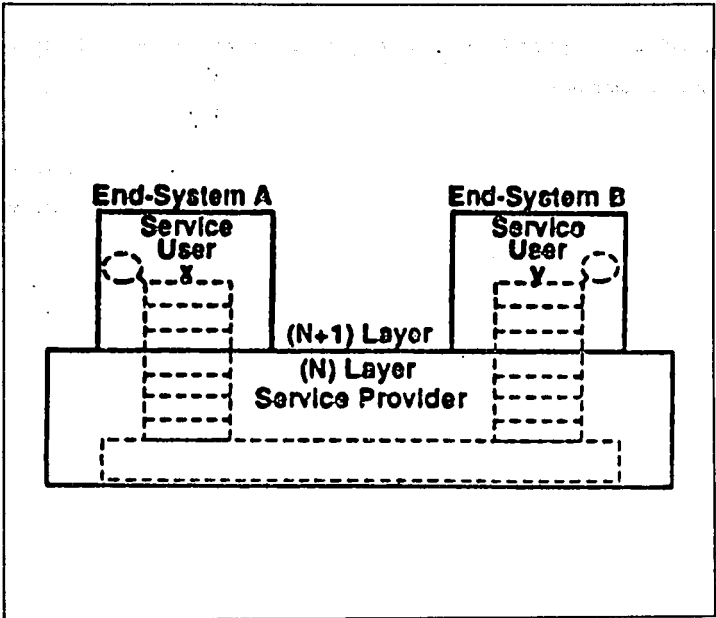 End-System A
End-System B
Service
User
x
Service
User
y
(N+1) Layer
(N) Layer
Service Provider